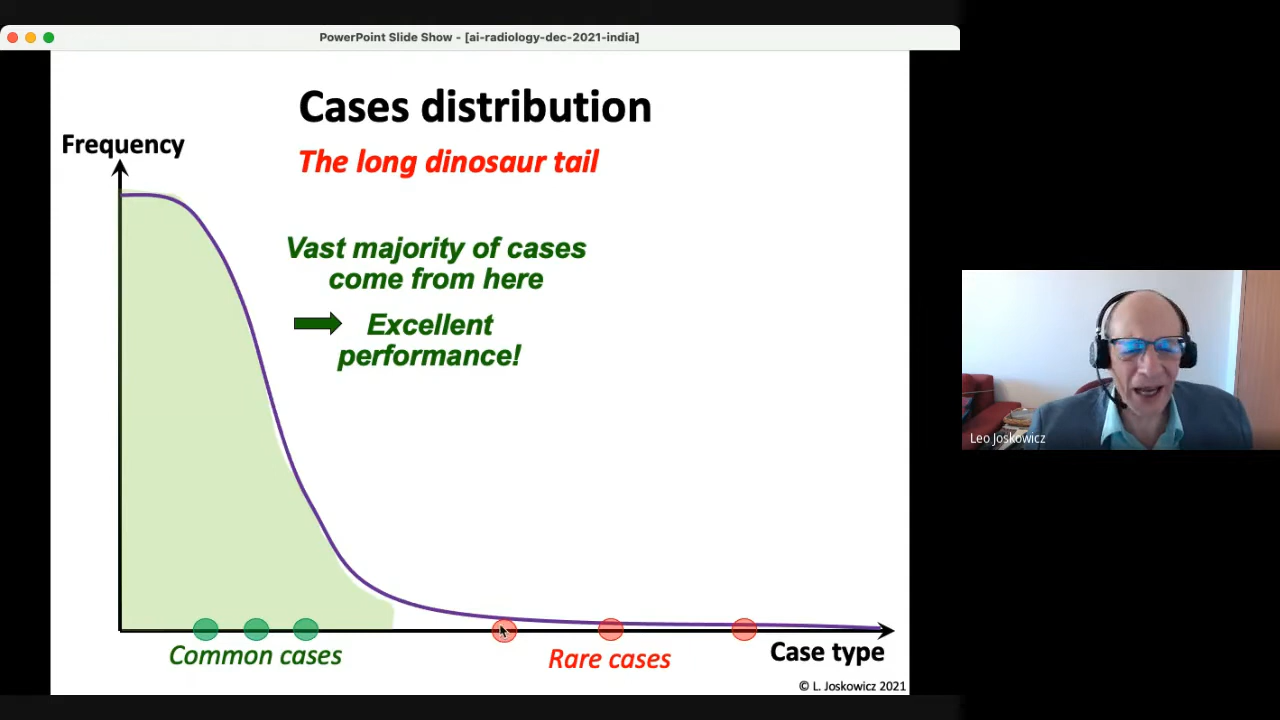 PowerPoint Slide Show - [ai-radiology-dec-2021-india]
Cases distribution
The long dinosaur tail
Frequency
Vast majority of cases
come from here
Excellent
performance!
Leo Joskowicz
Common cases
Rare cases
Case type
© L. Joskowicz 2021